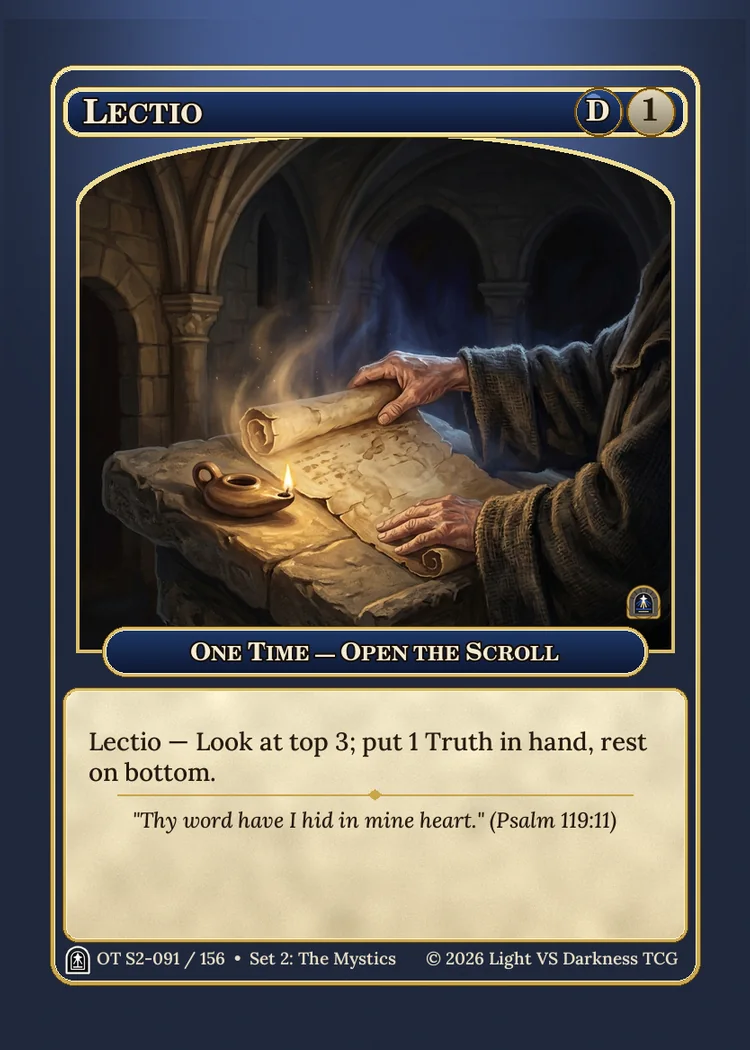 Lectio D 1
One Time — Open the Scroll
Lectio — Look at top 3; put 1 Truth in hand, rest
on bottom.
"Thy word have I hid in mine heart." (Psalm 119:11)
OT S2-091 / 156 • Set 2: The Mystics © 2026 Light VS Darkness TCG